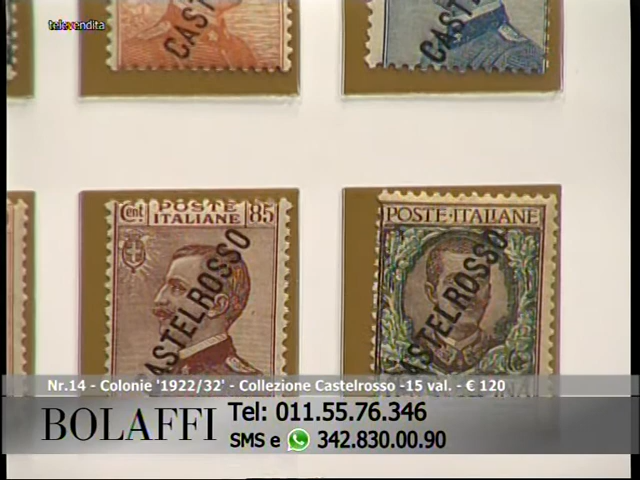 televendita
CAST
CAST
Cent. POSTE 85
ITALIANE
CASTELROSSO
POSTE·ITALIANE
CASTELROSSO
Nr.14 - Colonie '1922/32' - Collezione Castelrosso -15 val. - € 120
BOLAFFI
Tel: 011.55.76.346
SMS e 342.830.00.90